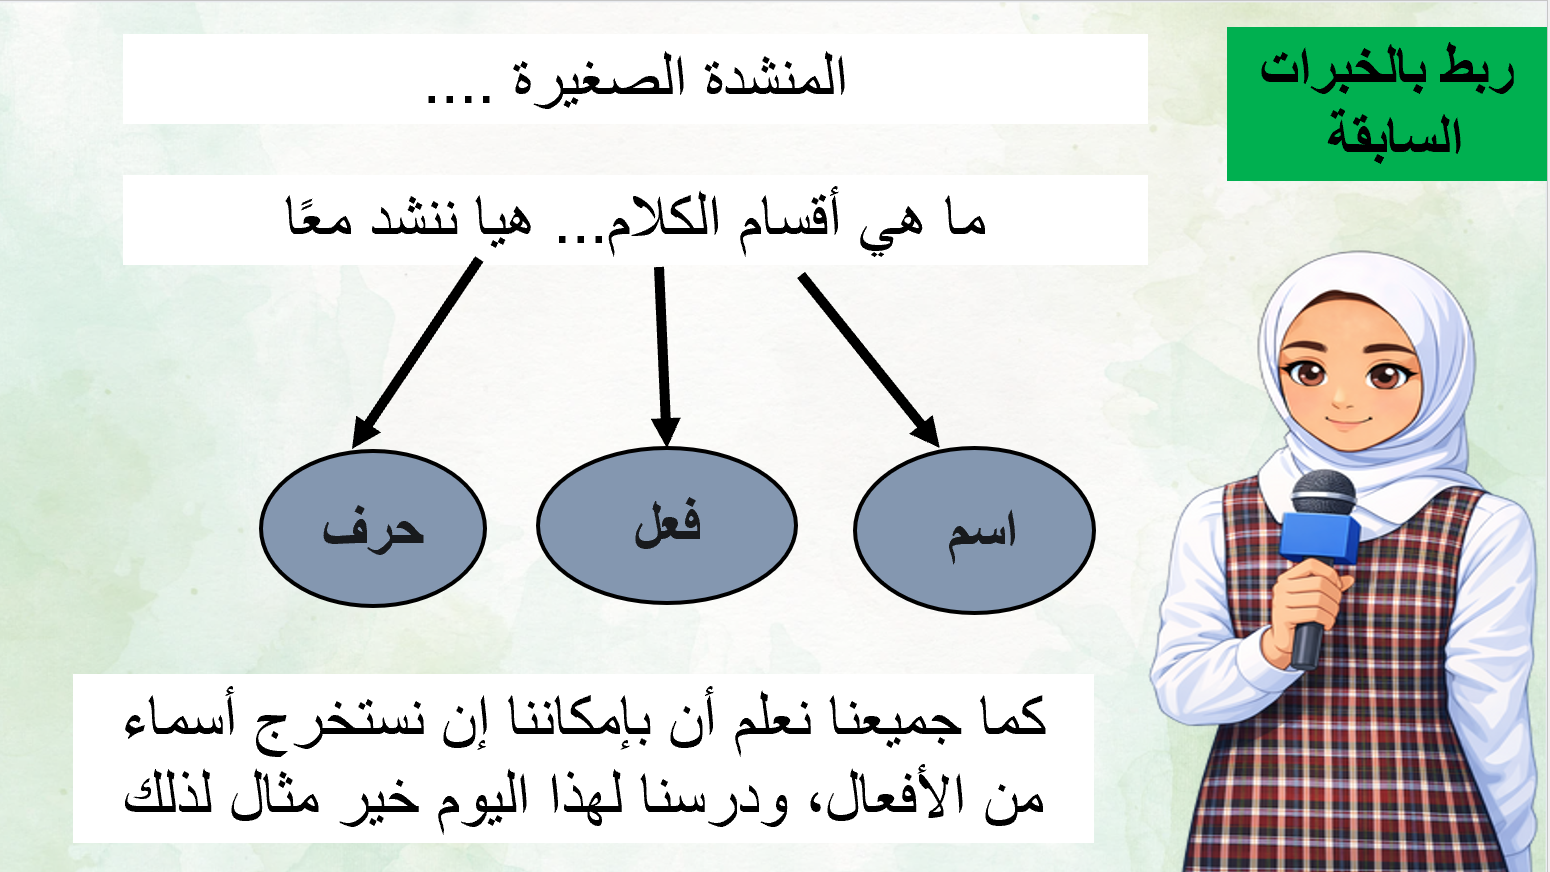 ربط بالخبرات
السابقة
المنشدة الصغيرة ....
ما هي أقسام الكلام... هيا ننشد معًا
اسم
فعل
حرف
كما جميعنا نعلم أن بإمكاننا إن نستخرج أسماء
من الأفعال، ودرسنا لهذا اليوم خير مثال لذلك